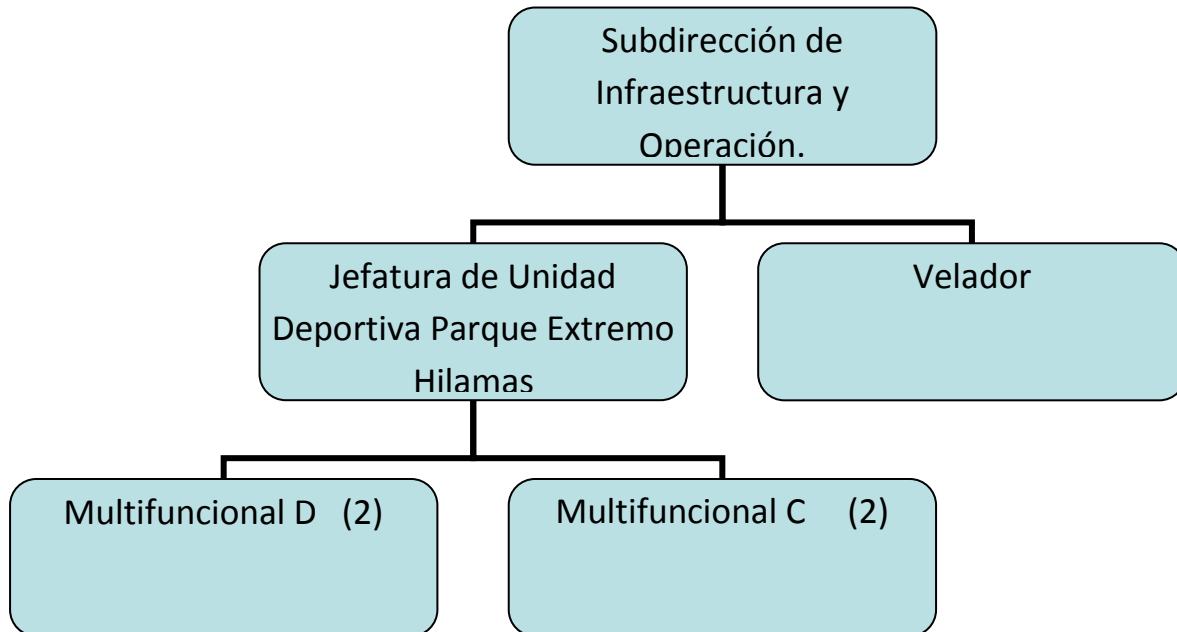 Subdirección de
Infraestructura y
Operación.
Jefatura de Unidad
Deportiva Parque Extremo
Hilamas
Velador
Multifuncional D (2)
Multifuncional C (2)